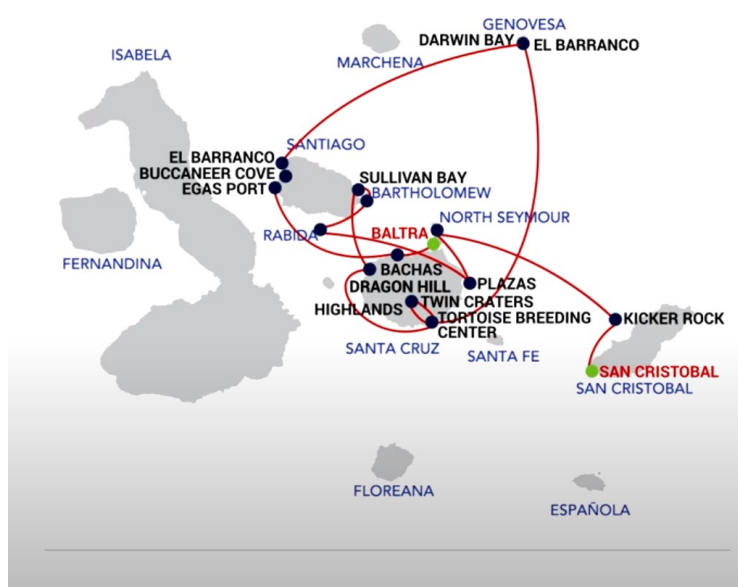 GENOVESA
DARWIN BAY
EL BARRANCO
ISABELA
MARCHENA
SANTIAGO
EL BARRANCO
BUCCANEER COVE
EGAS PORT
SULLIVAN BAY
BARTHOLOMEW
NORTH SEYMOUR
BALTRA
RABIDA
FERNANDINA
BACHAS
DRAGON HILL
PLAZAS
TWIN CRATERS
HIGHLANDS
TORTOISE BREEDING
CENTER
KICKER ROCK
SANTA CRUZ
SANTA FE
SAN CRISTOBAL
SAN CRISTOBAL
FLOREANA
ESPAÑOLA